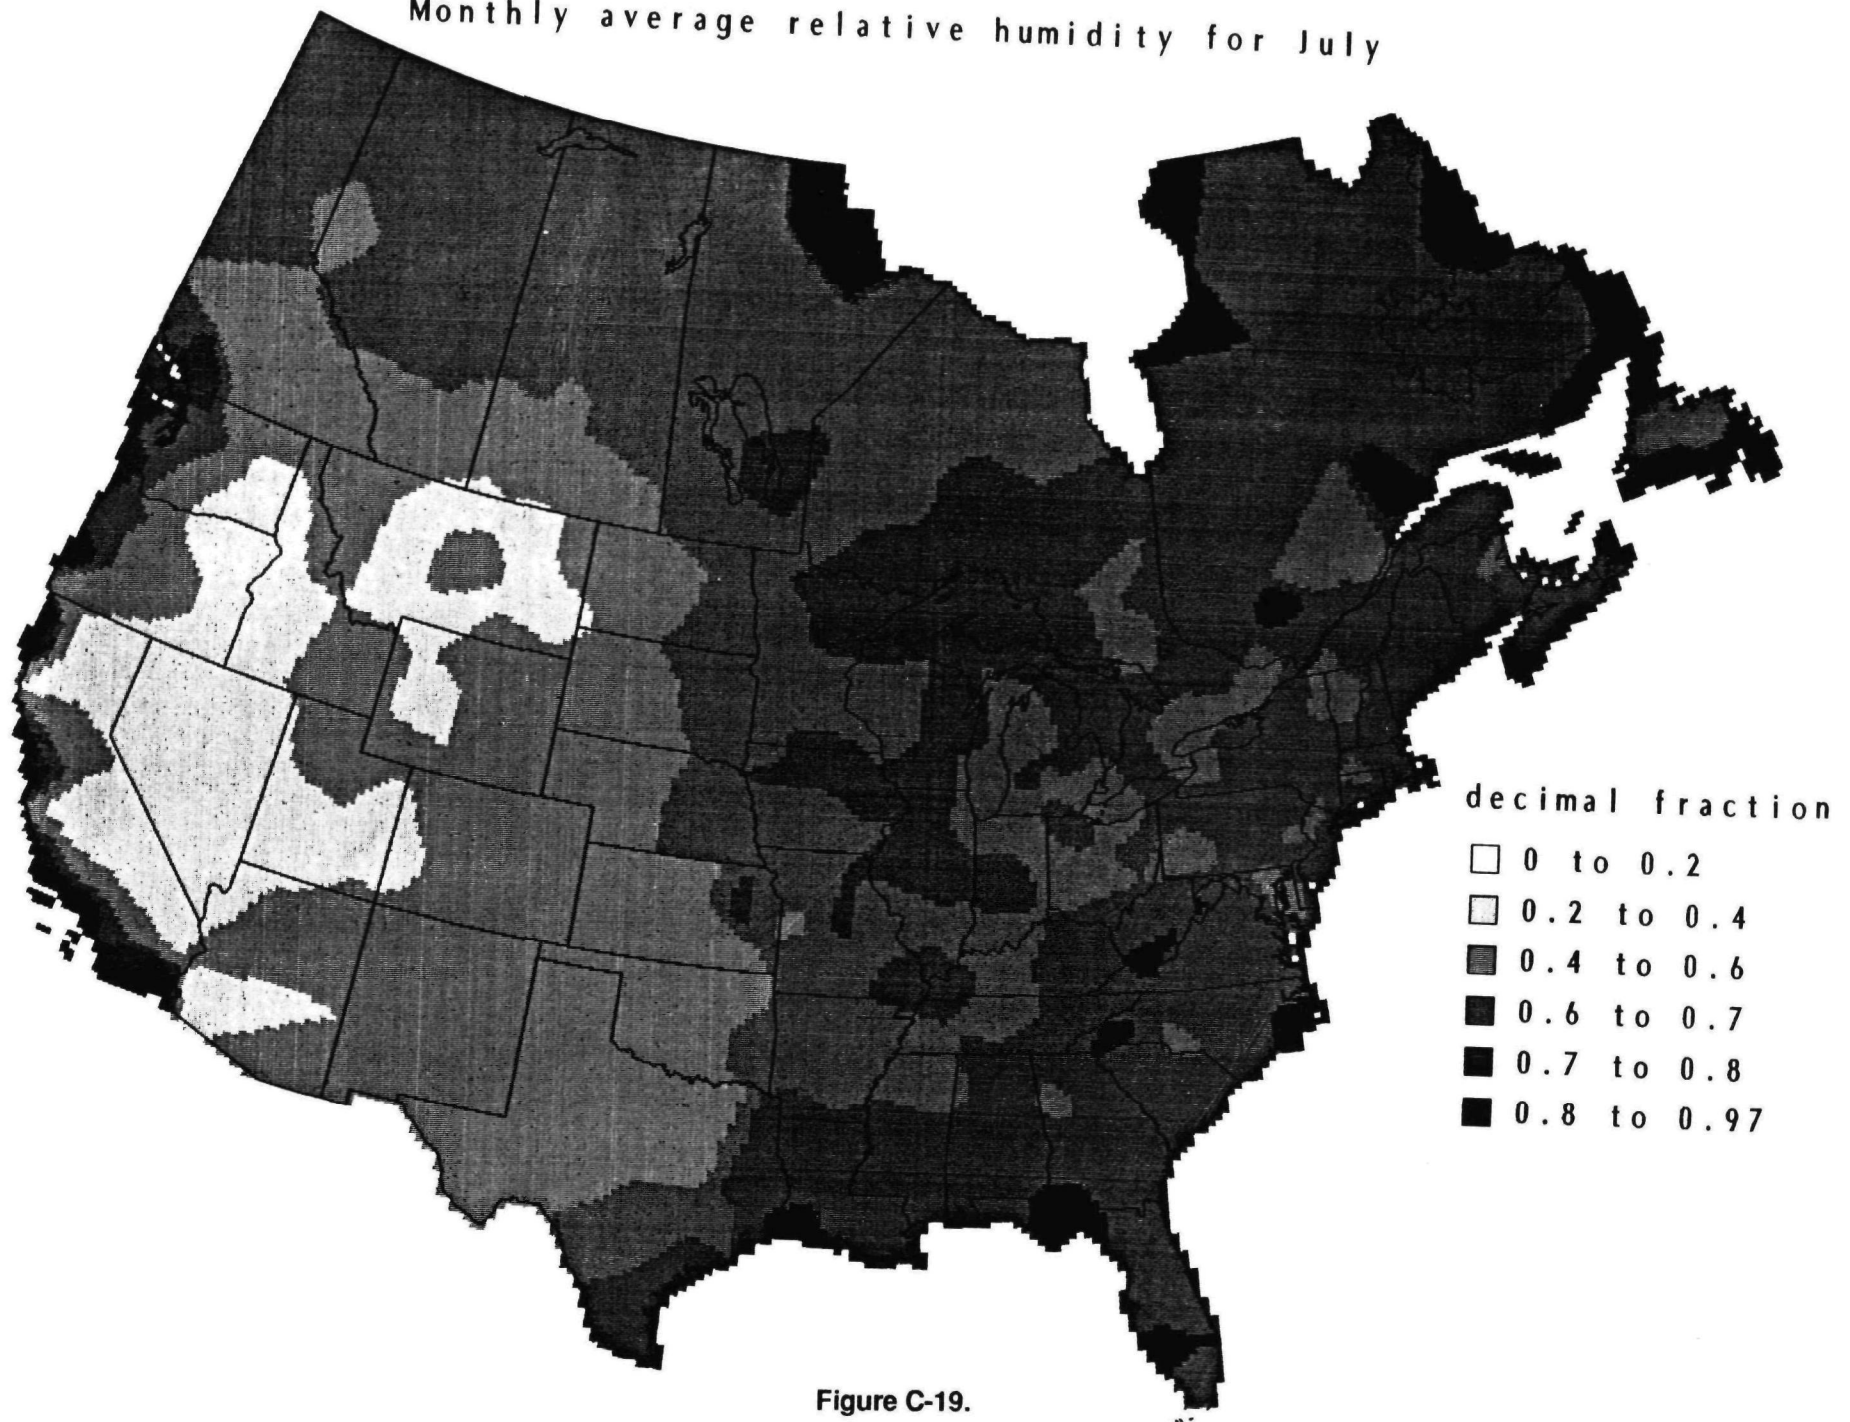 Monthly average relative humidity for July
decimal fraction
0 to 0.2
0.2 to 0.4
0.4 to 0.6
0.6 to 0.7
0.7 to 0.8
0.8 to 0.97
Figure C-19.